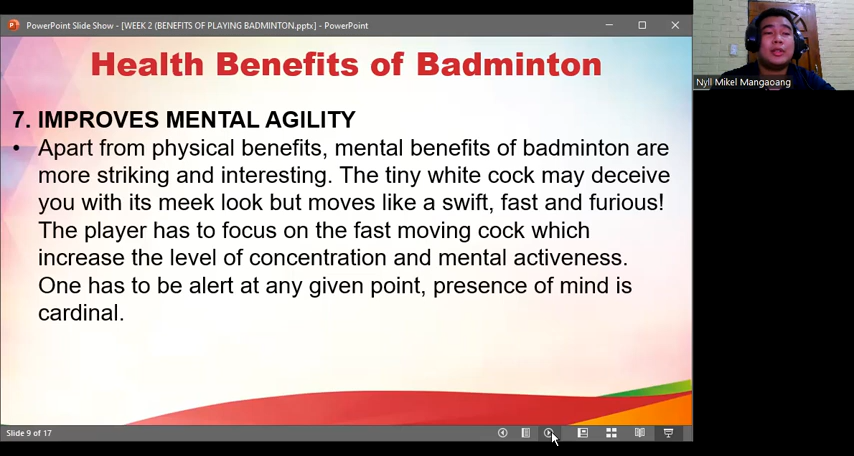 PowerPoint Slide Show - [WEEK 2 (BENEFITS OF PLAYING BADMINTON.pptx] - PowerPoint
Health Benefits of Badminton
7. IMPROVES MENTAL AGILITY
• Apart from physical benefits, mental benefits of badminton are
more striking and interesting. The tiny white cock may deceive
you with its meek look but moves like a swift, fast and furious!
The player has to focus on the fast moving cock which
increase the level of concentration and mental activeness.
One has to be alert at any given point, presence of mind is
cardinal.
Slide 9 of 17
Nyll Mikel Mangaoang